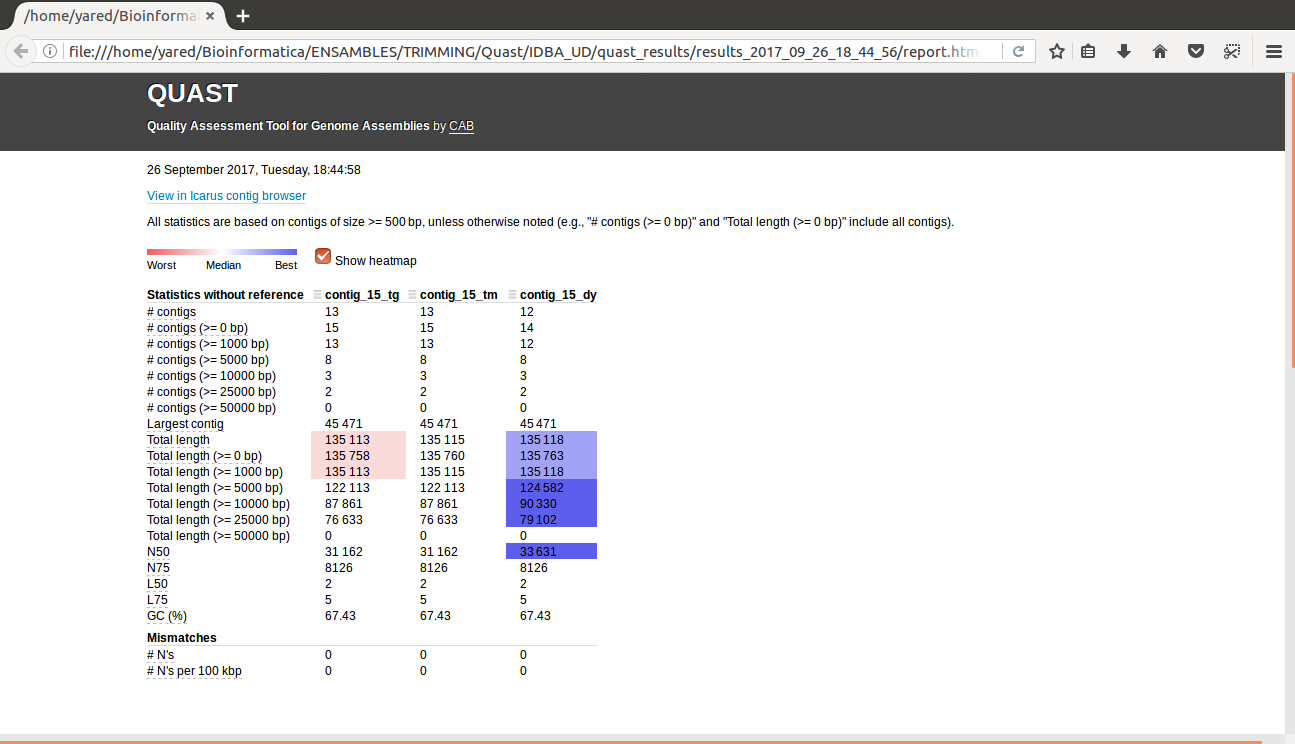 /home/yared/Bioinforma
file:///home/yared/Bioinformatica/ENSAMBLES/TRIMMING/Quast/IDBA_UD/quast_results/results_2017_09_26_18_44_56/report.htm
QUAST
Quality Assessment Tool for Genome Assemblies by CAB
26 September 2017, Tuesday, 18:44:58
View in Icarus contig browser
All statistics are based on contigs of size >= 500 bp, unless otherwise noted (e.g., "# contigs (>= 0 bp)" and "Total length (>= 0 bp)" include all contigs).
Worst Median Best Show heatmap
Statistics without reference contig_15_tg contig_15_tm contig_15_dy
# contigs 13 13 12
# contigs (>= 0 bp) 15 15 14
# contigs (>= 1000 bp) 13 13 12
# contigs (>= 5000 bp) 8 8 8
# contigs (>= 10000 bp) 3 3 3
# contigs (>= 25000 bp) 2 2 2
# contigs (>= 50000 bp) 0 0 0
Largest contig 45 471 45 471 45 471
Total length 135 113 135 115 135 118
Total length (>= 0 bp) 135 758 135 760 135 763
Total length (>= 1000 bp) 135 113 135 115 135 118
Total length (>= 5000 bp) 122 113 122 113 124 582
Total length (>= 10000 bp) 87 861 87 861 90 330
Total length (>= 25000 bp) 76 633 76 633 79 102
Total length (>= 50000 bp) 0 0 0
N50 31 162 31 162 33 631
N75 8126 8126 8126
L50 2 2 2
L75 5 5 5
GC (%) 67.43 67.43 67.43
Mismatches
# N's 0 0 0
# N's per 100 kbp 0 0 0